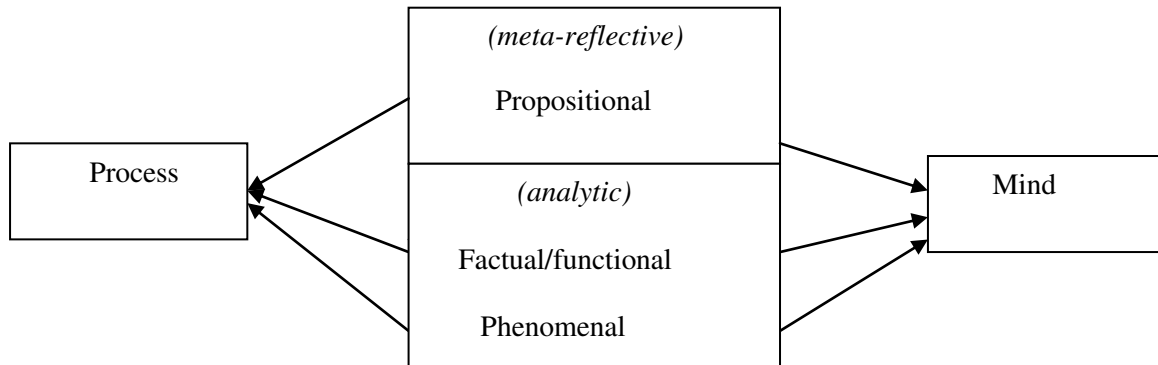 (meta-reflective)
Propositional
Process
(analytic)
Mind
Factual/functional
Phenomenal